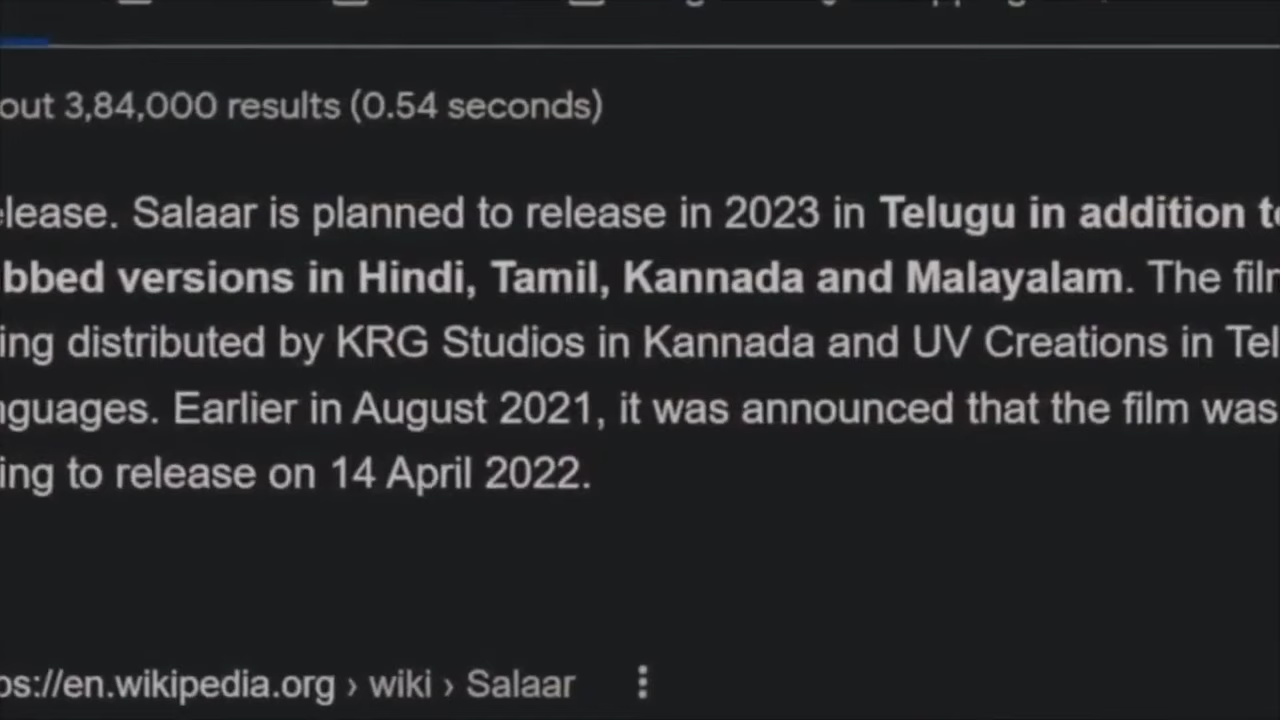 out 3,84,000 results (0.54 seconds)
elease. Salaar is planned to release in 2023 in Telugu in addition to
bbed versions in Hindi, Tamil, Kannada and Malayalam. The film
ing distributed by KRG Studios in Kannada and UV Creations in Tel
nguages. Earlier in August 2021, it was announced that the film was
ing to release on 14 April 2022.
ps://en.wikipedia.org › wiki › Salaar